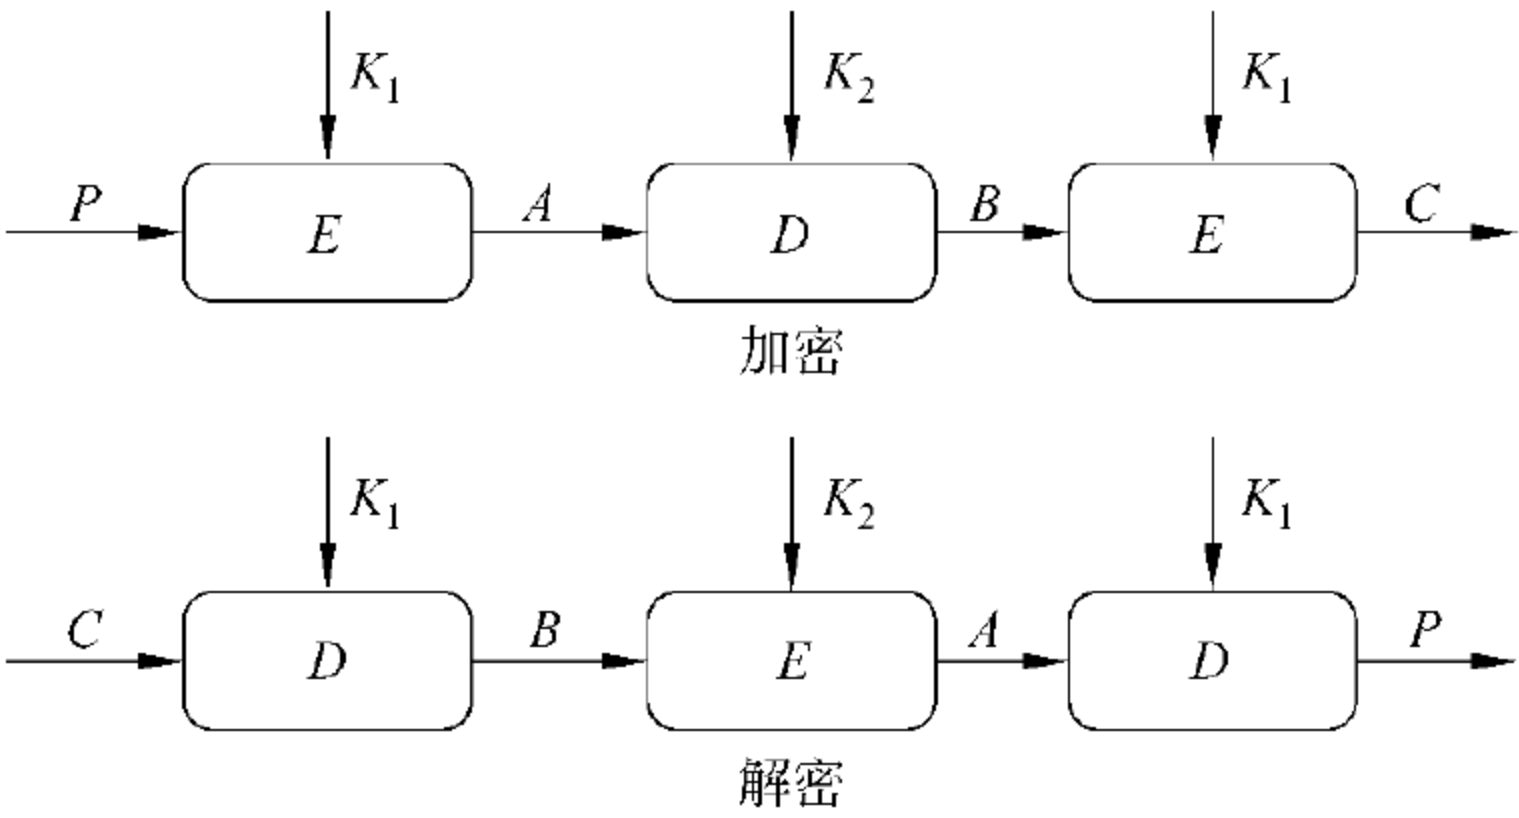 K₁ K₂ K₁
P E A D B E C
加密
K₁ K₂ K₁
C D B E A D P
解密